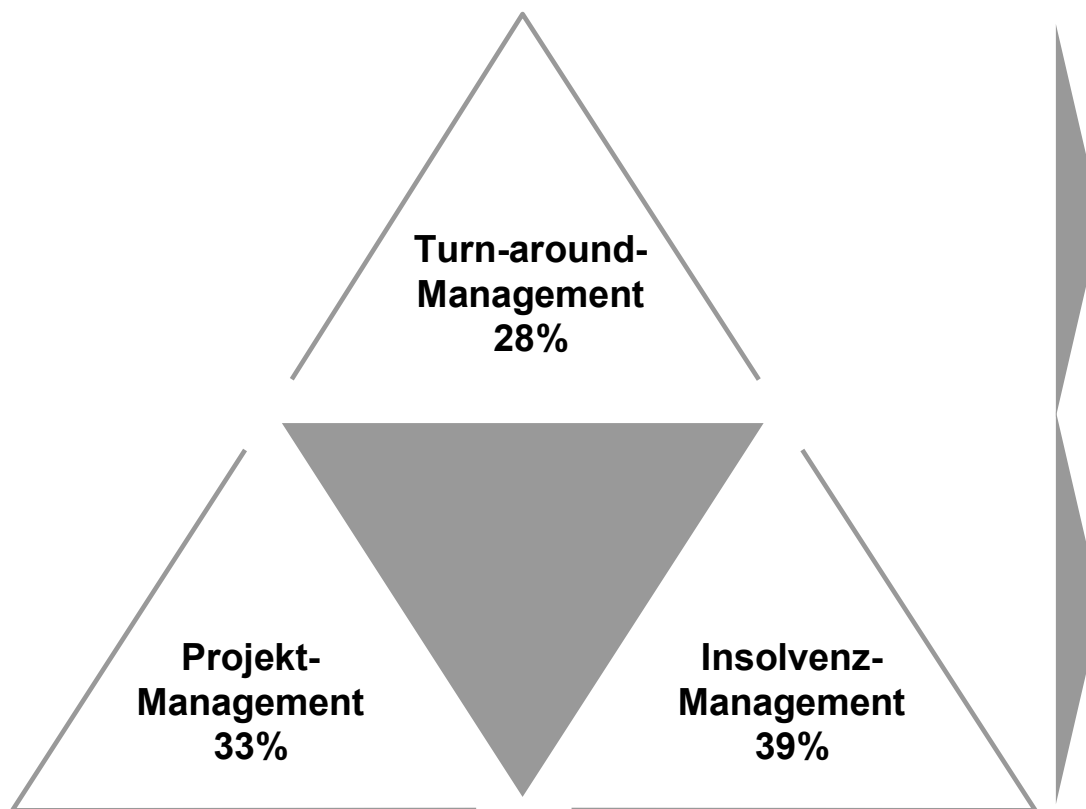 Turn-around-
Management
28%
Projekt-
Management
33%
Insolvenz-
Management
39%